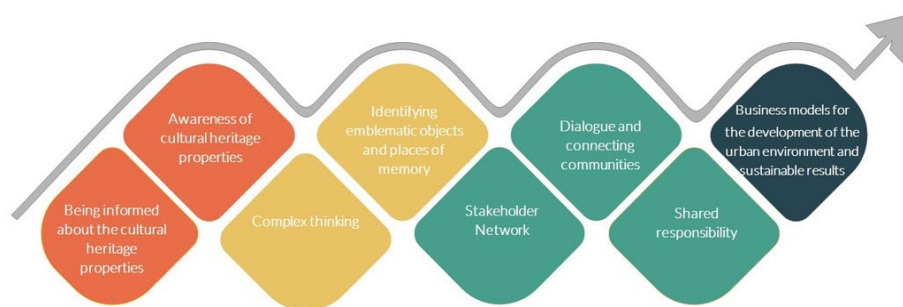 Being informed
about the cultural
heritage
properties
Awareness of
cultural heritage
properties
Complex thinking
Identifying
emblematic objects
and places of
memory
Stakeholder
Network
Dialogue and
connecting
communities
Shared
responsibility
Business models for
the development of the
urban environment and
sustainable results